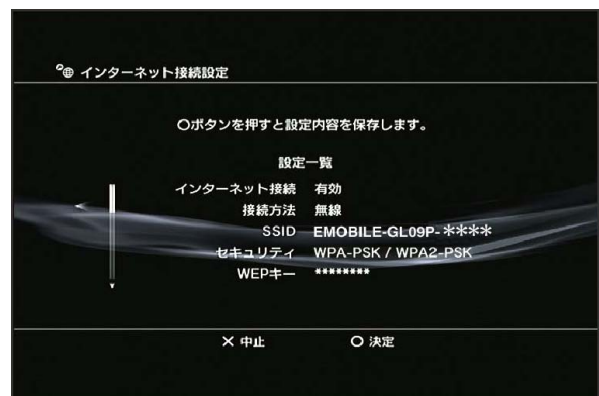 インターネット接続設定
○ボタンを押すと設定内容を保存します。
設定一覧
インターネット接続 有効
接続方法 無線
SSID EMOBILE-GL09P-****
セキュリティ WPA-PSK / WPA2-PSK
WEPキー ********
× 中止 ○ 決定